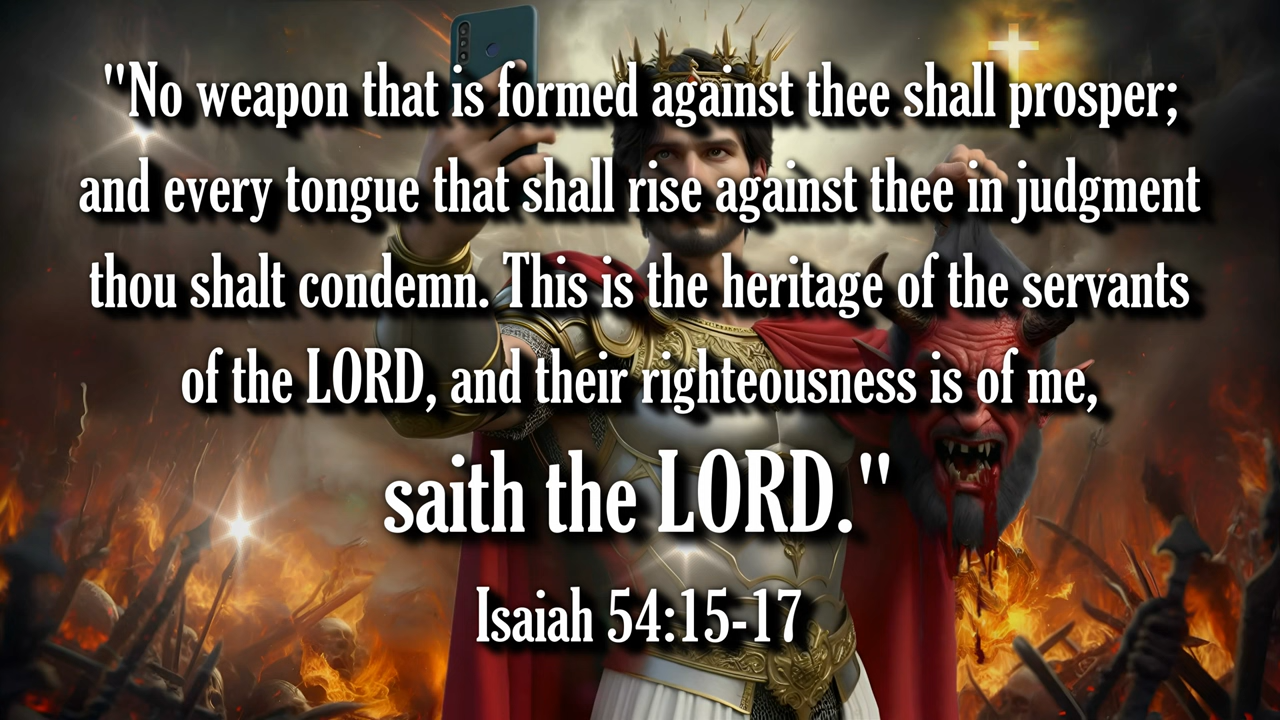 "No weapon that is formed against thee shall prosper;
and every tongue that shall rise against thee in judgment
thou shalt condemn. This is the heritage of the servants
of the LORD, and their righteousness is of me,
saith the LORD."
Isaiah 54:15-17